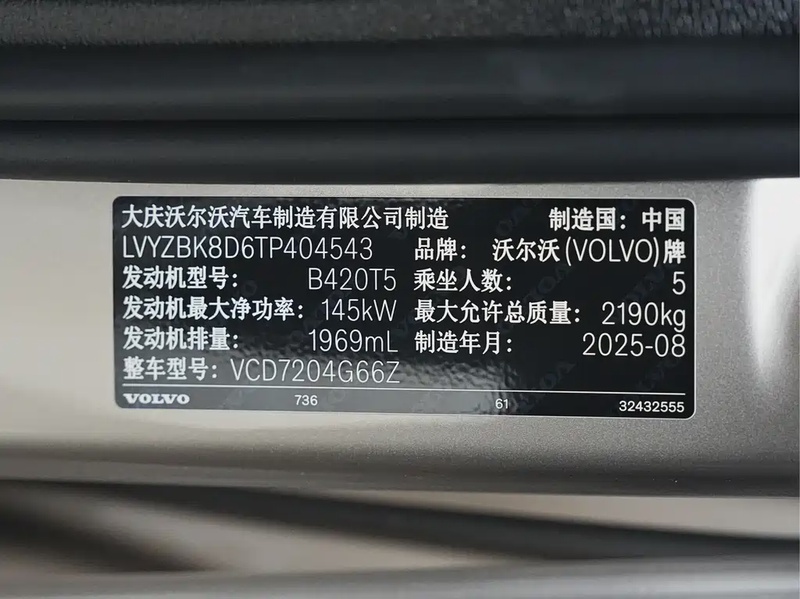 大庆沃尔沃汽车制造有限公司制造 制造国：中国
LVYZBK8D6TP404543 品牌：沃尔沃(VOLVO)牌
发动机型号：B420T5 乘坐人数：5
发动机最大净功率：145kW 最大允许总质量：2190kg
发动机排量：1969mL 制造年月：2025-08
整车型号：VCD7204G66Z
VOLVO 736 61 32432555